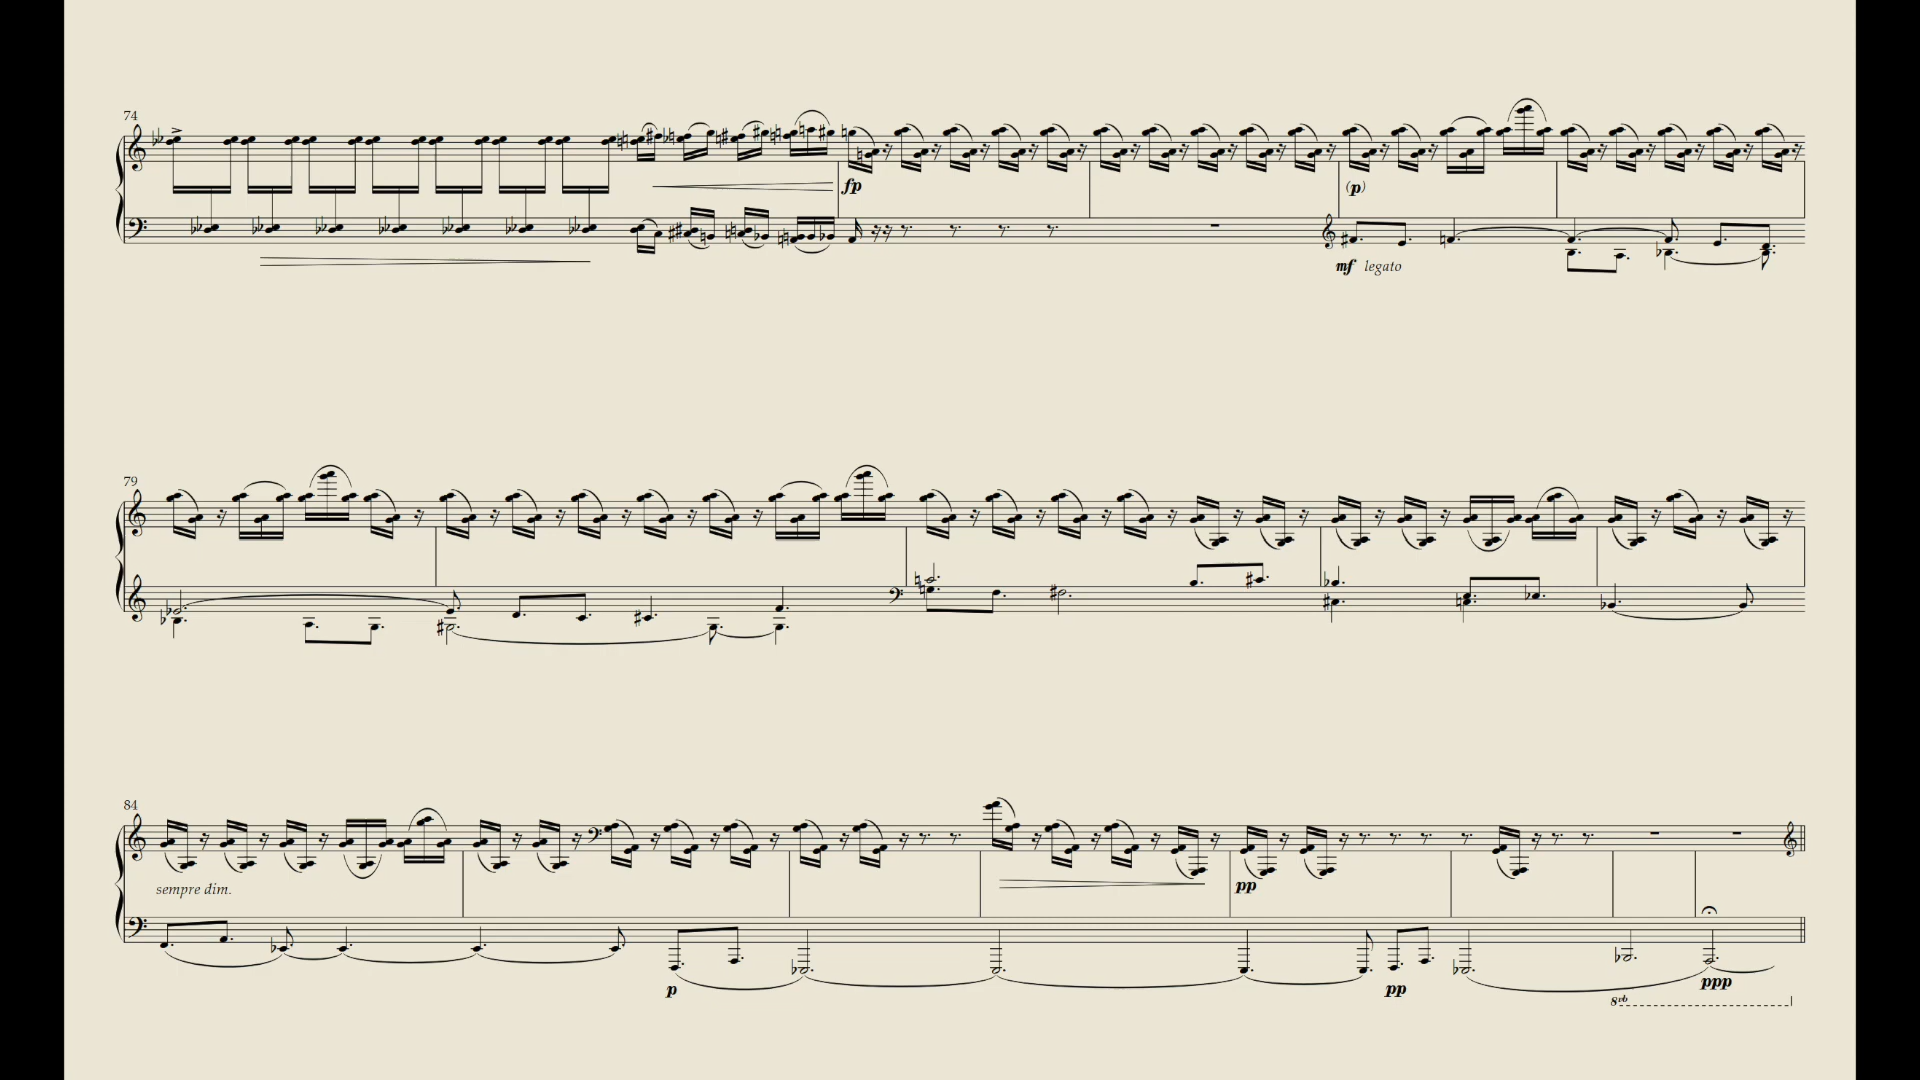 74
fp
(p)
mf legato
79
84
sempre dim.
pp
p
pp
ppp
8vb